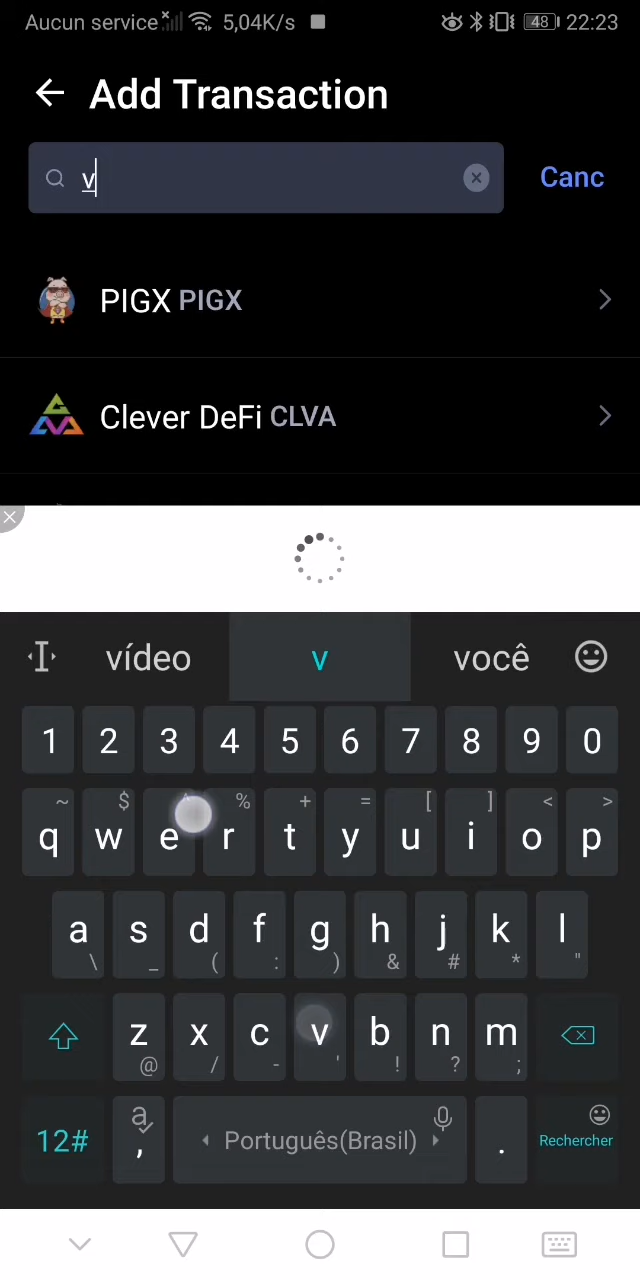 Aucun service 5,04K/s 48 22:23
Add Transaction
v Canc
PIGX PIGX
Clever DeFi CLVA
vídeo v você
1 2 3 4 5 6 7 8 9 0
~ $ ^ % + = [ ] < >
q w e r t y u i o p
a s d f g h j k l
\ _ ( : ) & # * "
z x c v b n m
@ / - ' ! ? ;
12# a , Português(Brasil) . Rechercher